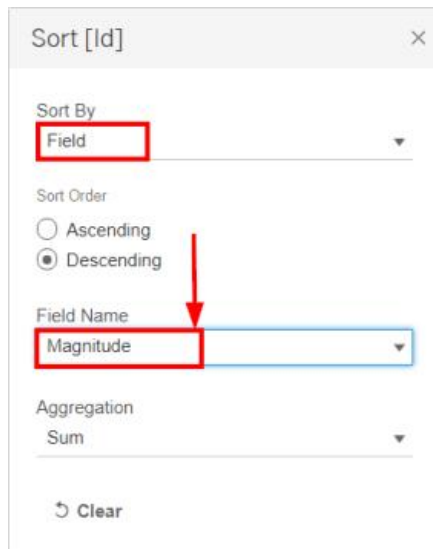 Sort [Id]
Sort By
Field
Sort Order
Ascending
Descending
Field Name
Magnitude
Aggregation
Sum
Clear